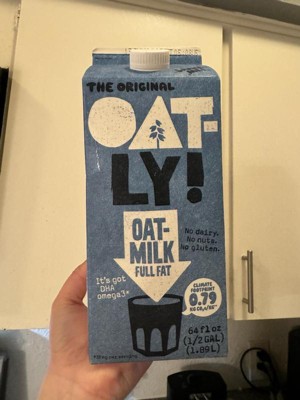 THE ORIGINAL
OAT-
LY!
OAT-
MILK
FULL FAT
No dairy.
No nuts.
No gluten.
It's got
DHA
omega3*
CLIMATE
FOOTPRINT
0.79
64 fl oz
(1/2 GAL)
(1.89L)